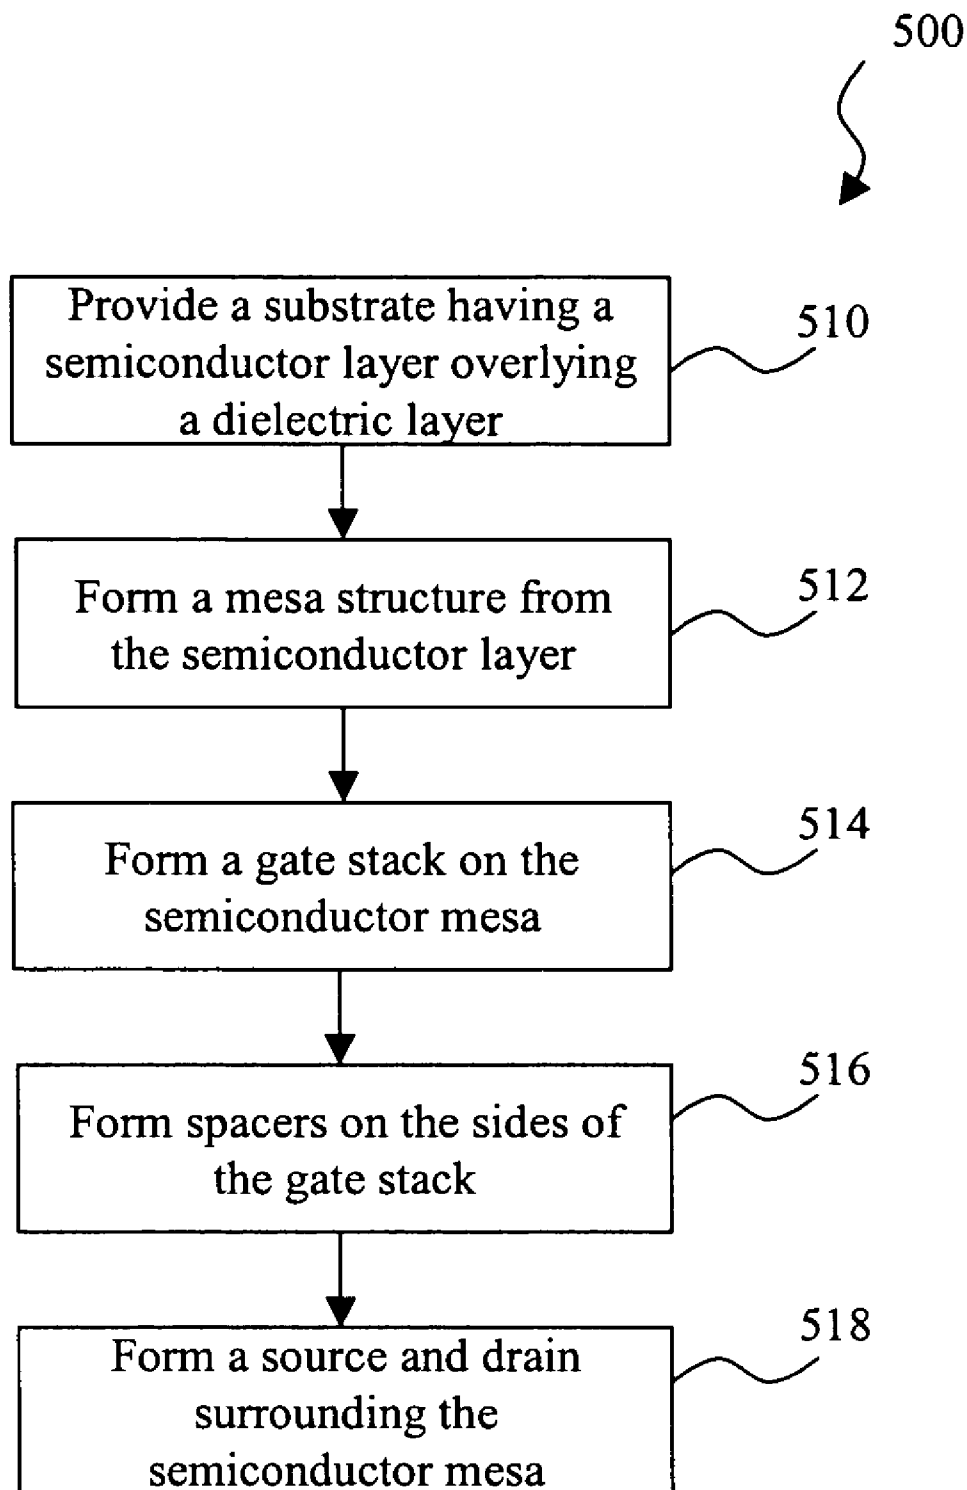 500
Provide a substrate having a
semiconductor layer overlying
a dielectric layer
510
Form a mesa structure from
the semiconductor layer
512
Form a gate stack on the
semiconductor mesa
514
Form spacers on the sides of
the gate stack
516
Form a source and drain
surrounding the
semiconductor mesa
518